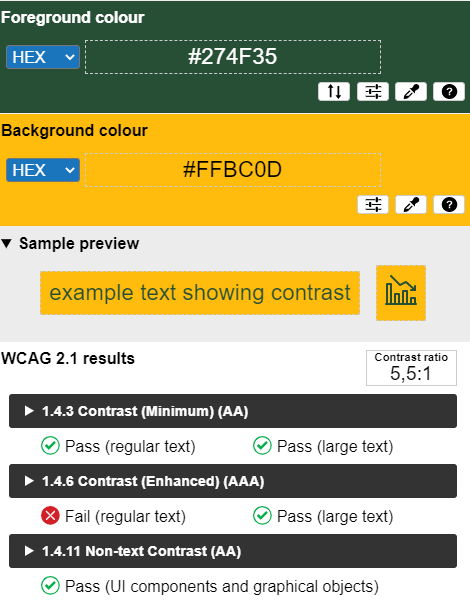 Foreground colour
HEX #274F35
Background colour
HEX #FFBC0D
Sample preview
example text showing contrast
WCAG 2.1 results
Contrast ratio
5,5:1
1.4.3 Contrast (Minimum) (AA)
Pass (regular text) Pass (large text)
1.4.6 Contrast (Enhanced) (AAA)
Fail (regular text) Pass (large text)
1.4.11 Non-text Contrast (AA)
Pass (UI components and graphical objects)